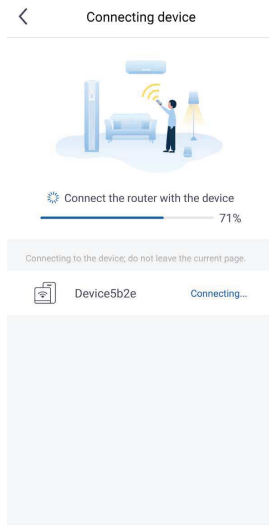 Connecting device
Connect the router with the device
71%
Connecting to the device; do not leave the current page.
Device5b2e
Connecting...